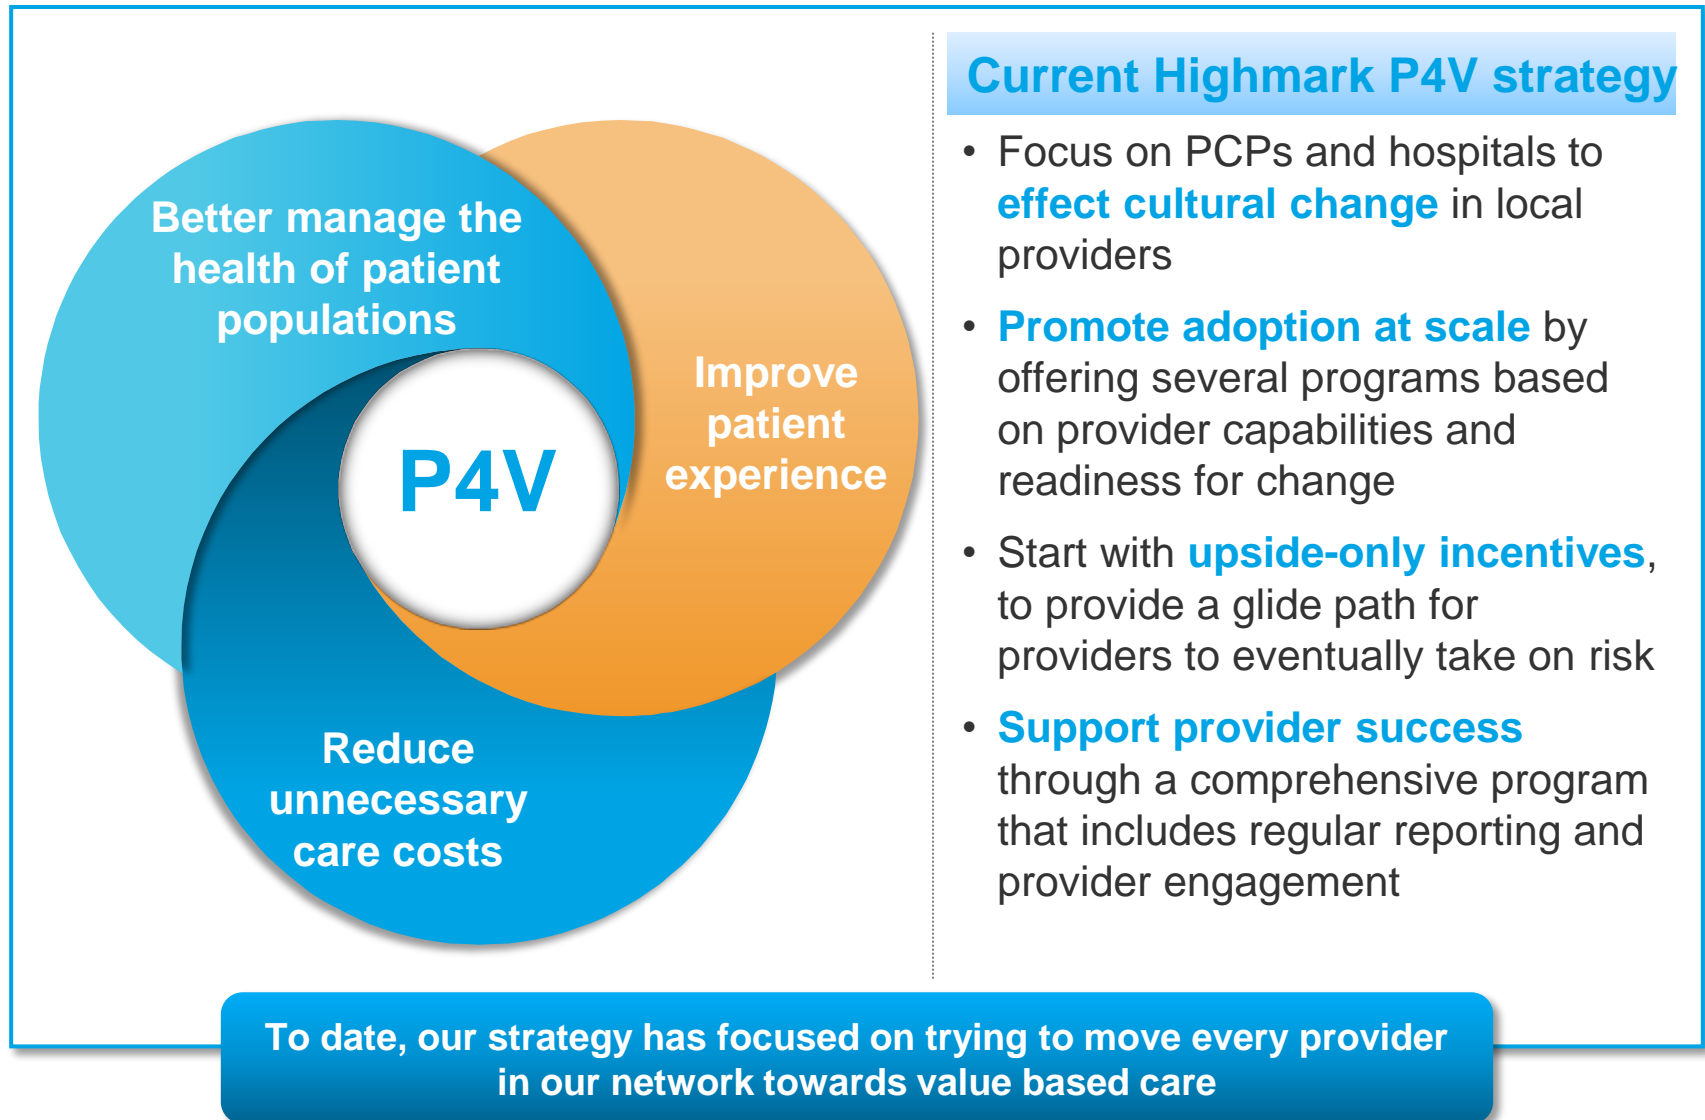 Better manage the
health of patient
populations
Improve
patient
experience
P4V
Reduce
unnecessary
care costs
Current Highmark P4V strategy
• Focus on PCPs and hospitals to
effect cultural change in local
providers
• Promote adoption at scale by
offering several programs based
on provider capabilities and
readiness for change
• Start with upside-only incentives,
to provide a glide path for
providers to eventually take on risk
• Support provider success
through a comprehensive program
that includes regular reporting and
provider engagement
To date, our strategy has focused on trying to move every provider
in our network towards value based care